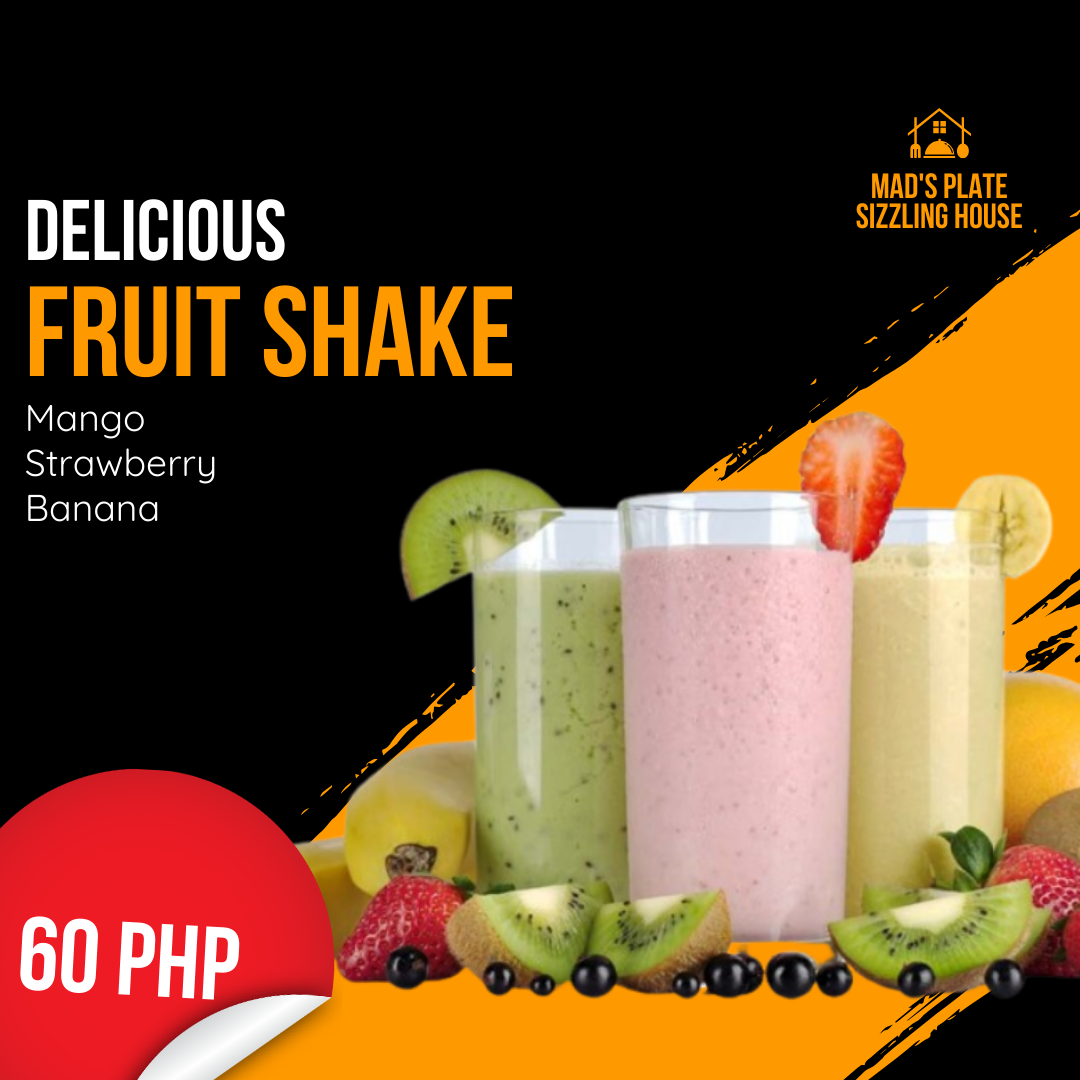 MAD'S PLATE
SIZZLING HOUSE
DELICIOUS
FRUIT SHAKE
Mango
Strawberry
Banana
60 PHP